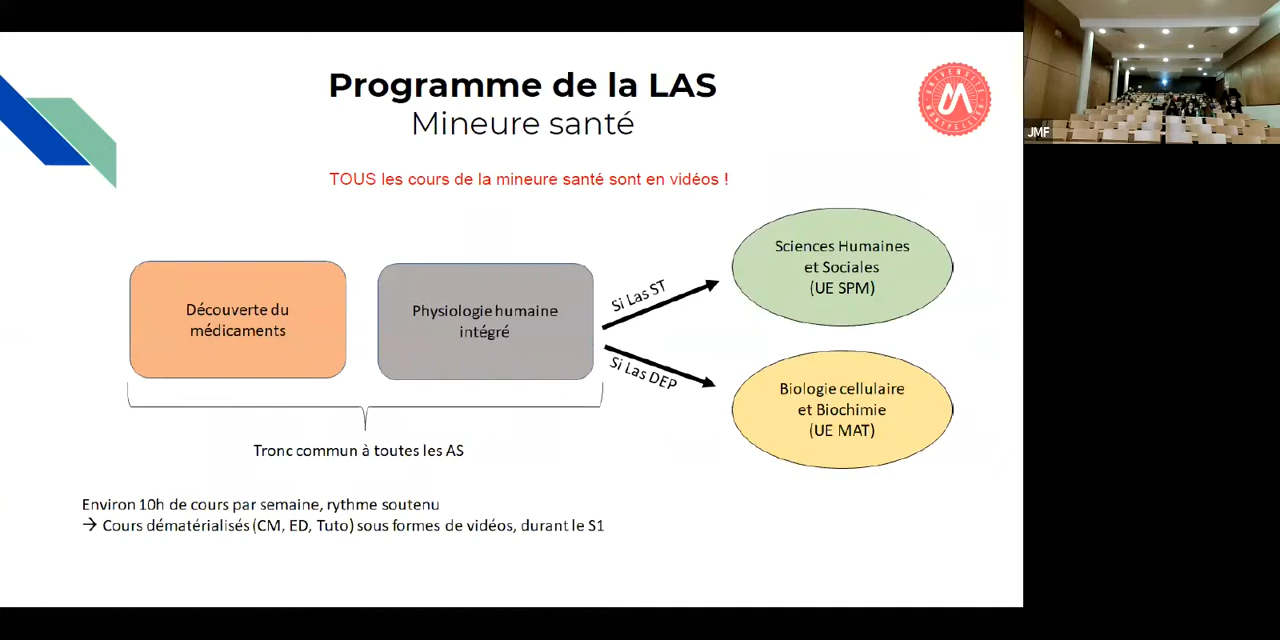 Programme de la LAS
Mineure santé
UNIVERSITÉ
MONTPELLIER
JMF
TOUS les cours de la mineure santé sont en vidéos !
Découverte du
médicaments
Physiologie humaine
intégré
Si Las ST
Si Las DEP
Sciences Humaines
et Sociales
(UE SPM)
Biologie cellulaire
et Biochimie
(UE MAT)
Tronc commun à toutes les AS
Environ 10h de cours par semaine, rythme soutenu
→ Cours dématérialisés (CM, ED, Tuto) sous formes de vidéos, durant le S1